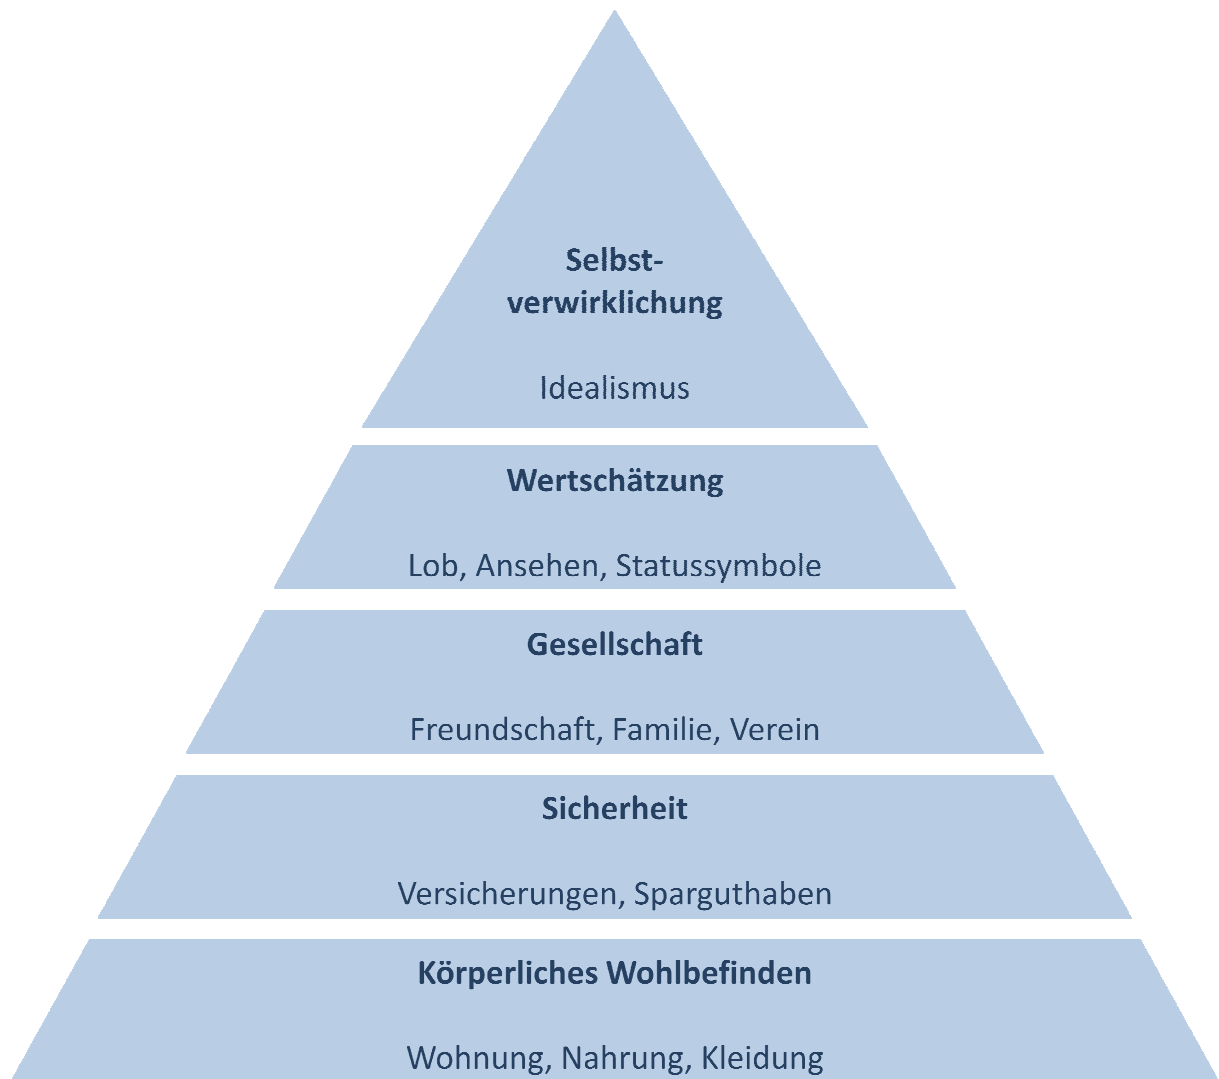 Selbst-
verwirklichung
Idealismus
Wertschätzung
Lob, Ansehen, Statussymbole
Gesellschaft
Freundschaft, Familie, Verein
Sicherheit
Versicherungen, Sparguthaben
Körperliches Wohlbefinden
Wohnung, Nahrung, Kleidung